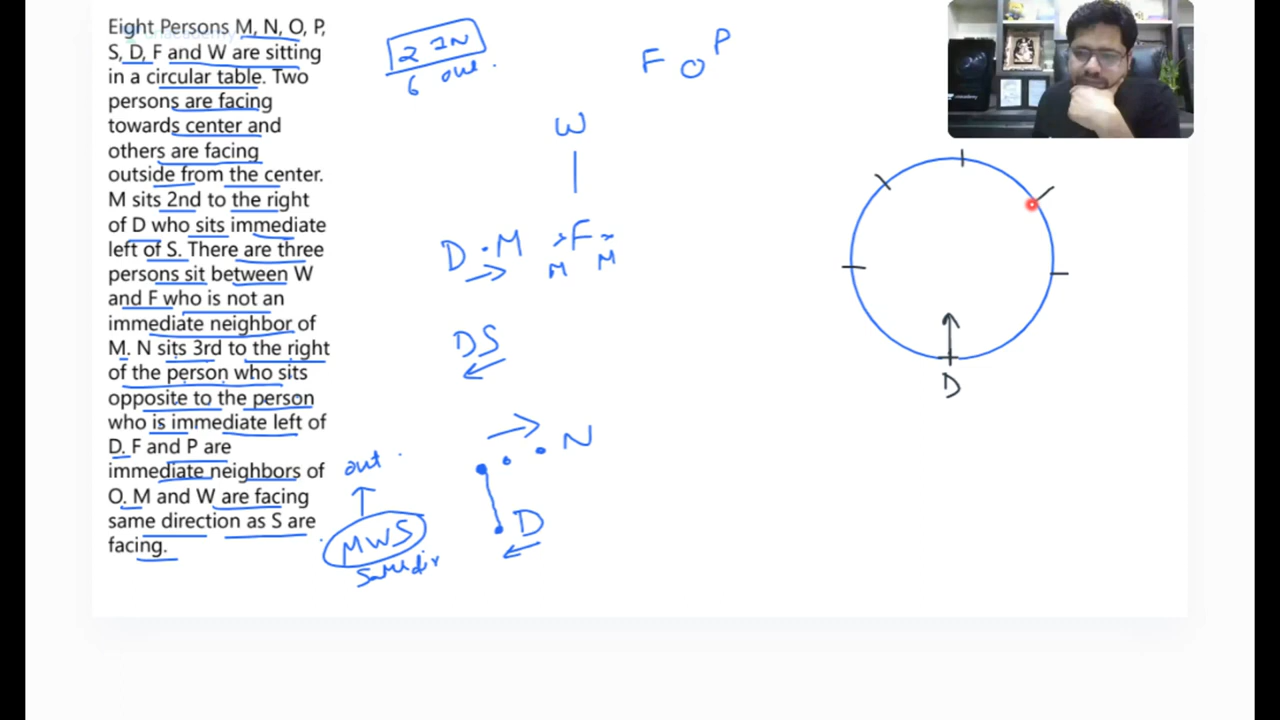 Eight Persons M, N, O, P,
S, D, F and W are sitting
in a circular table. Two
persons are facing
towards center and
others are facing
outside from the center.
M sits 2nd to the right
of D who sits immediate
left of S. There are three
persons sit between W
and F who is not an
immediate neighbor of
M. N sits 3rd to the right
of the person who sits
opposite to the person
who is immediate left of
D. F and P are
immediate neighbors of
O. M and W are facing
same direction as S are
facing.
2 IN
6 out.
F O P
W
D . M F
M M
DS
N
D
out
MWS
Same dir
D